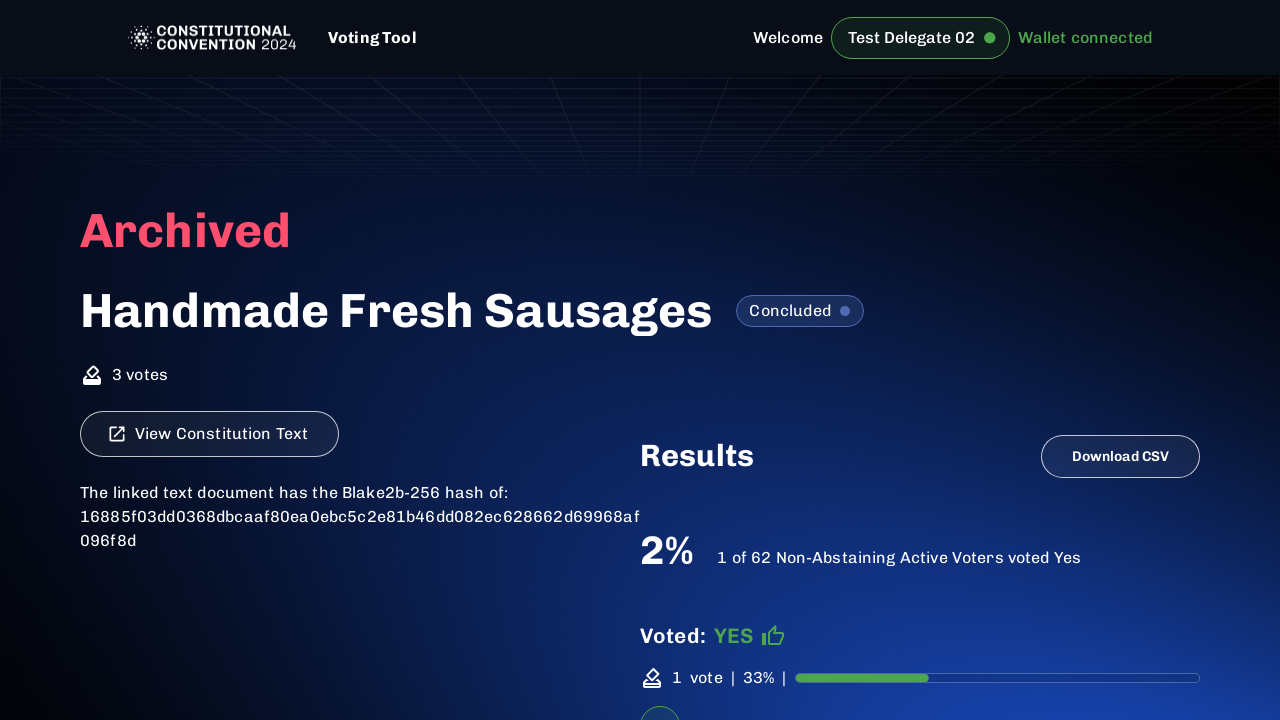 CONSTITUTIONAL
CONVENTION 2024
Voting Tool
Welcome
Test Delegate 02
Wallet connected
Archived
Handmade Fresh Sausages
Concluded
3 votes
View Constitution Text
The linked text document has the Blake2b-256 hash of:
16885f03dd0368dbcaaf80ea0ebc5c2e81b46dd082ec628662d69968af
096f8d
Results
Download CSV
2%
1 of 62 Non-Abstaining Active Voters voted Yes
Voted: YES
1 vote | 33% |